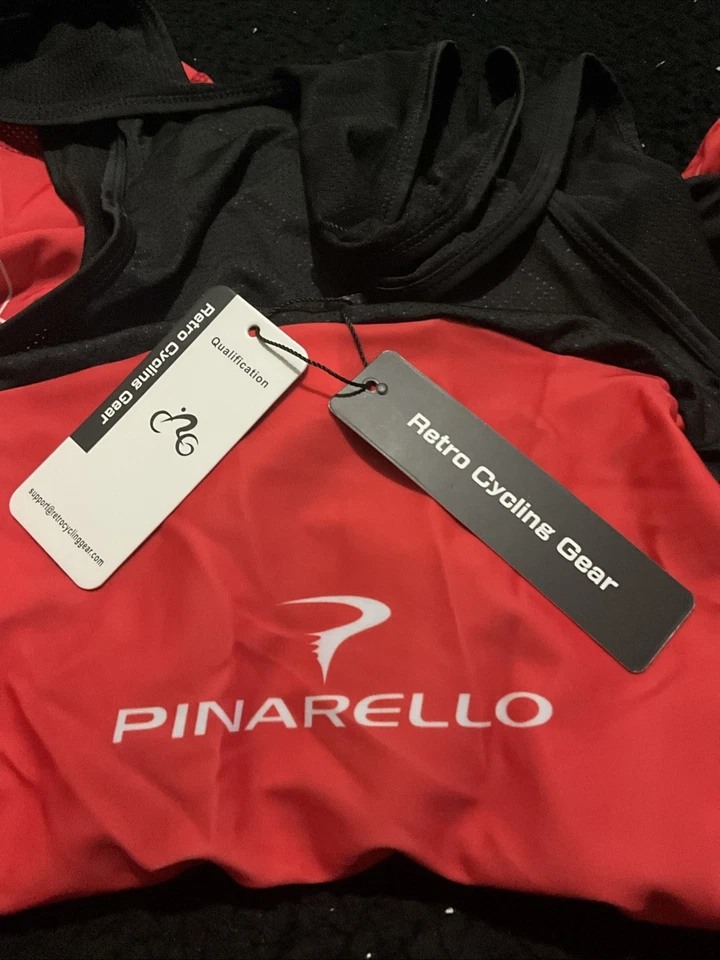 Retro Cycling Gear
Qualification
support@retrocyclinggear.com
Retro Cycling Gear
PINARELLO